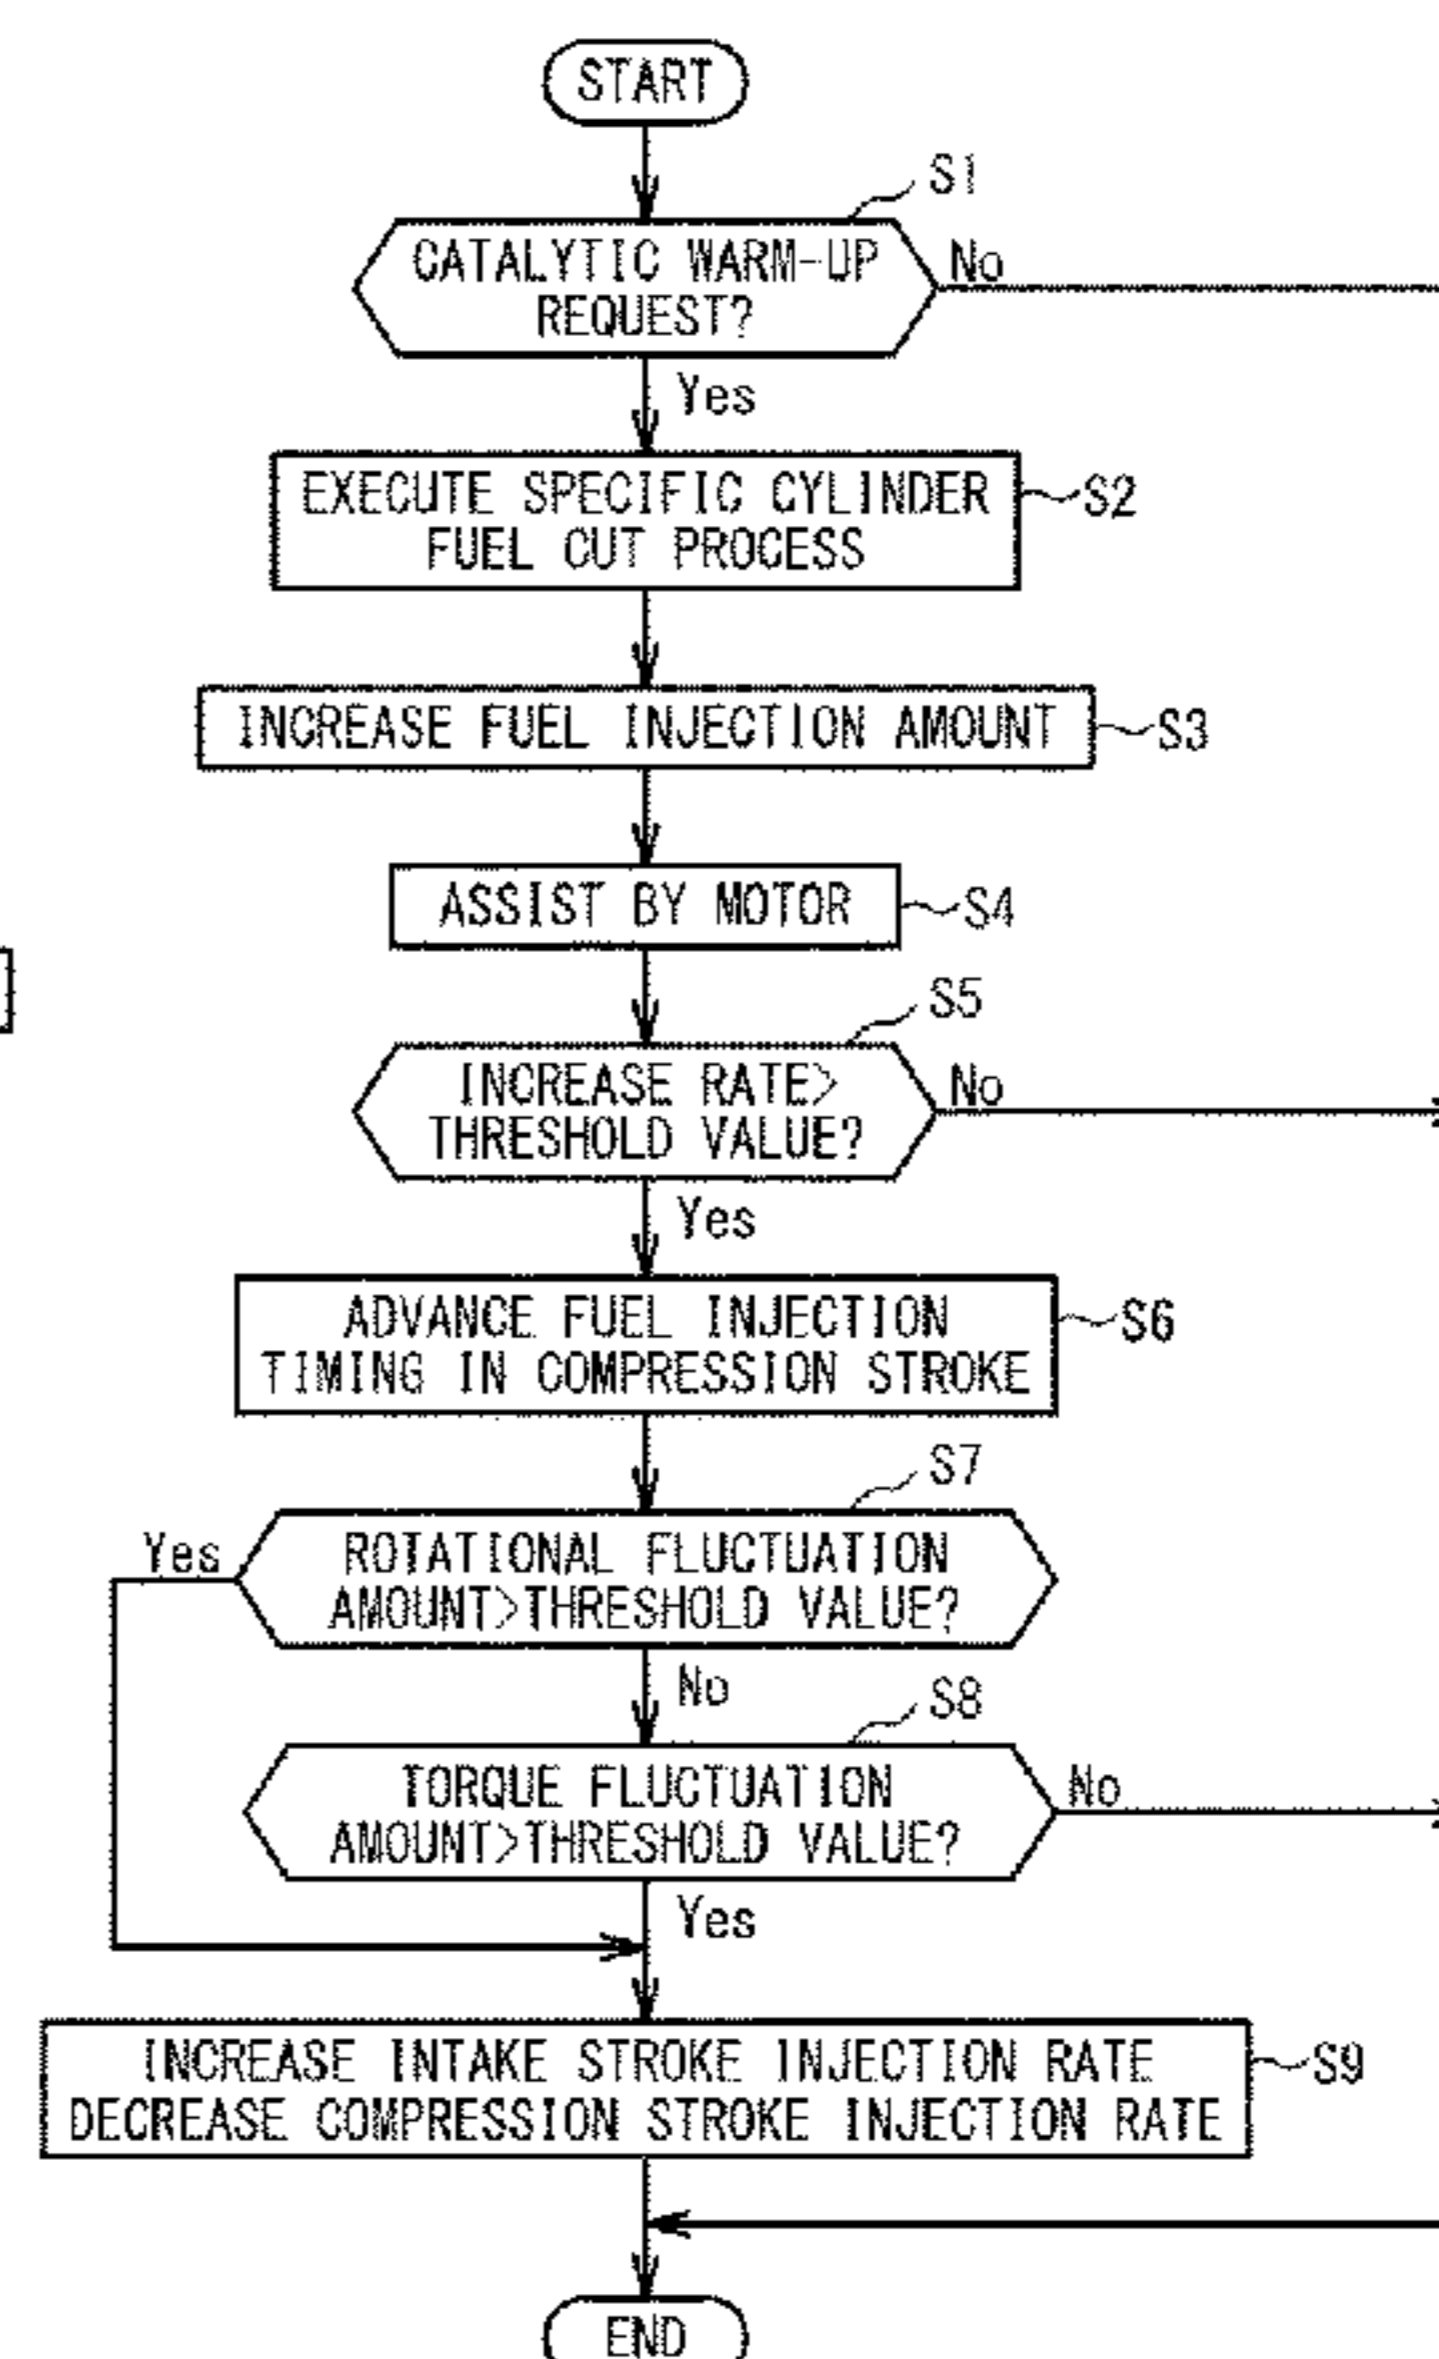 START
S1
CATALYTIC WARM-UP
REQUEST?
No
Yes
EXECUTE SPECIFIC CYLINDER
FUEL CUT PROCESS
S2
INCREASE FUEL INJECTION AMOUNT
S3
ASSIST BY MOTOR
S4
S5
INCREASE RATE>
THRESHOLD VALUE?
No
Yes
ADVANCE FUEL INJECTION
TIMING IN COMPRESSION STROKE
S6
S7
Yes
ROTATIONAL FLUCTUATION
AMOUNT>THRESHOLD VALUE?
No
S8
TORQUE FLUCTUATION
AMOUNT>THRESHOLD VALUE?
No
Yes
INCREASE INTAKE STROKE INJECTION RATE
DECREASE COMPRESSION STROKE INJECTION RATE
S9
END